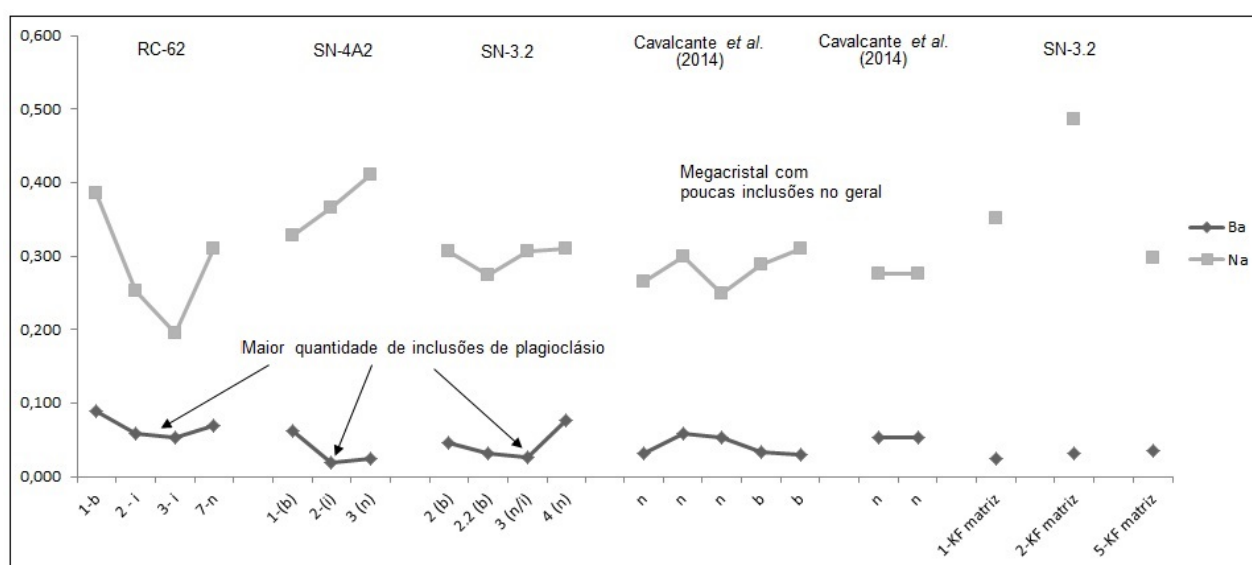 RC-62
SN-4A2
SN-3.2
Cavalcante et al.
(2014)
Cavalcante et al.
(2014)
SN-3.2
0,600
0,500
0,400
0,300
0,200
0,100
0,000
Megacristal com
poucas inclusões no geral
Maior quantidade de inclusões de plagioclásio
Ba
Na
1-b
2- i
3- i
7-n
1-(b)
2-(i)
3 (n)
2 (b)
2.2 (b)
3 (n/i)
4 (n)
n
n
n
b
b
n
n
1-KF matriz
2-KF matriz
5-KF matriz